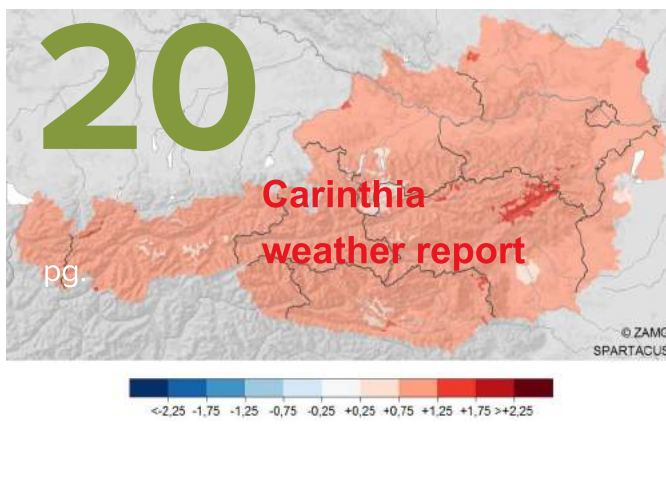 20
Carinthia
weather report
pg.
© ZAMG
SPARTACUS
<-2,25 -1,75 -1,25 -0,75 -0,25 +0,25 +0,75 +1,25 +1,75 >+2,25